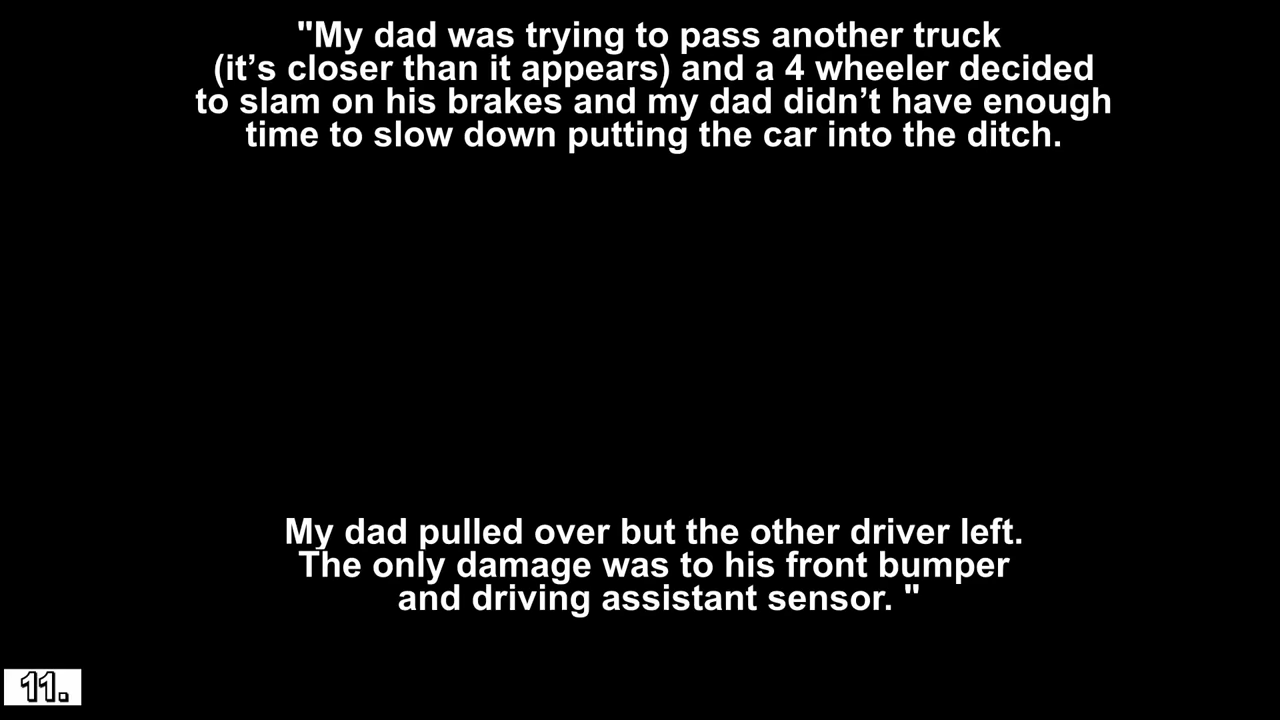 "My dad was trying to pass another truck
(it’s closer than it appears) and a 4 wheeler decided
to slam on his brakes and my dad didn’t have enough
time to slow down putting the car into the ditch.
My dad pulled over but the other driver left.
The only damage was to his front bumper
and driving assistant sensor. "
11.